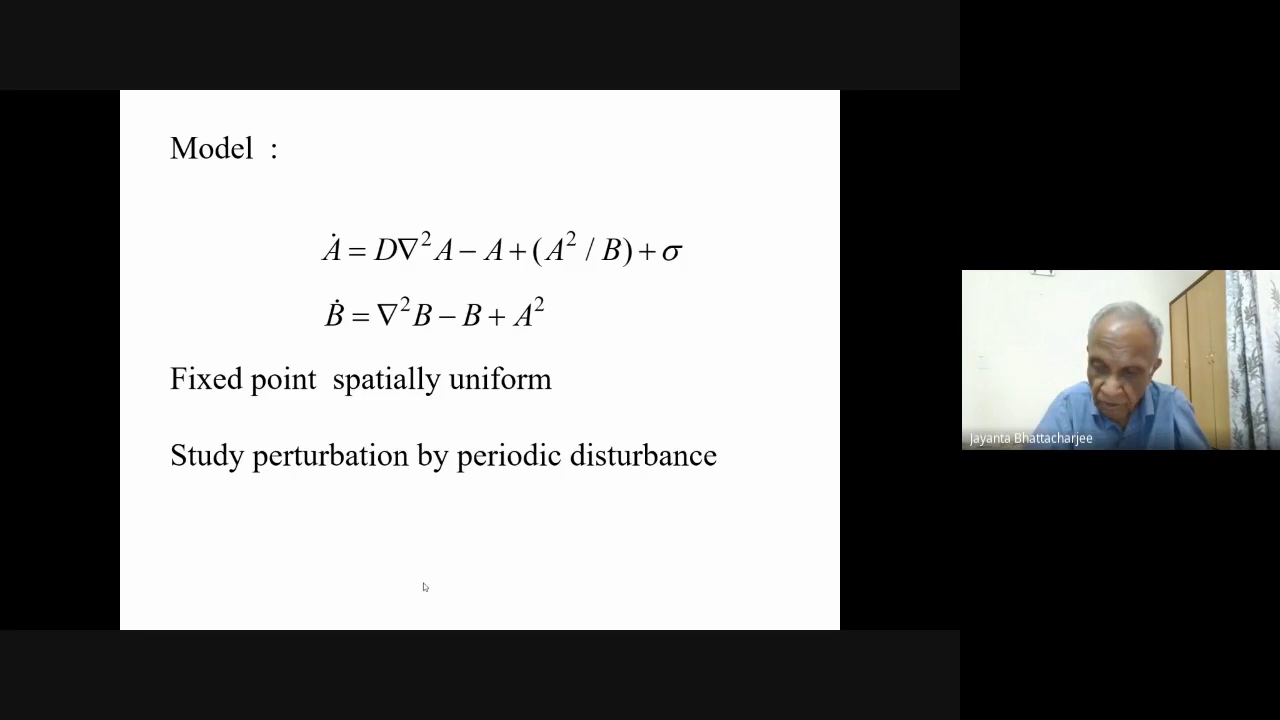 Model :
Ȧ = D∇²A − A + (A² / B) + σ
Ḃ = ∇²B − B + A²
Fixed point spatially uniform
Study perturbation by periodic disturbance
Jayanta Bhattacharjee